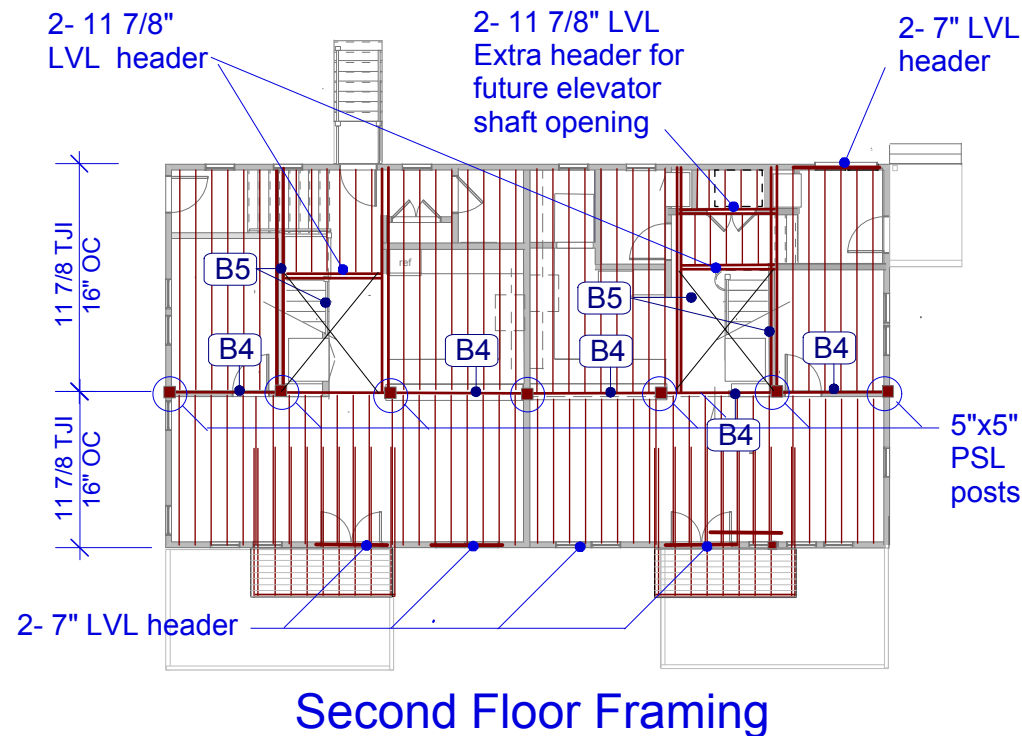 2- 11 7/8"
LVL header
2- 11 7/8" LVL
Extra header for
future elevator
shaft opening
2- 7" LVL
header
11 7/8 TJI
16" OC
ref
B5
B5
B4
B4
B4
B4
B4
11 7/8 TJI
16" OC
5"x5"
PSL
posts
2- 7" LVL header
Second Floor Framing